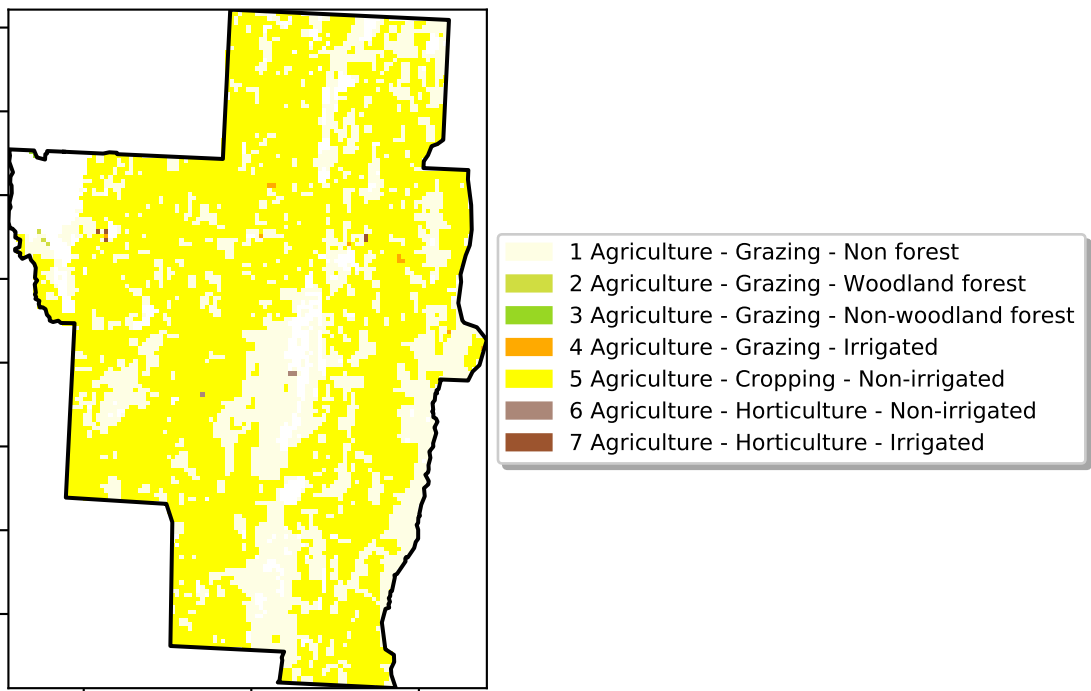 1 Agriculture - Grazing - Non forest
2 Agriculture - Grazing - Woodland forest
3 Agriculture - Grazing - Non-woodland forest
4 Agriculture - Grazing - Irrigated
5 Agriculture - Cropping - Non-irrigated
6 Agriculture - Horticulture - Non-irrigated
7 Agriculture - Horticulture - Irrigated